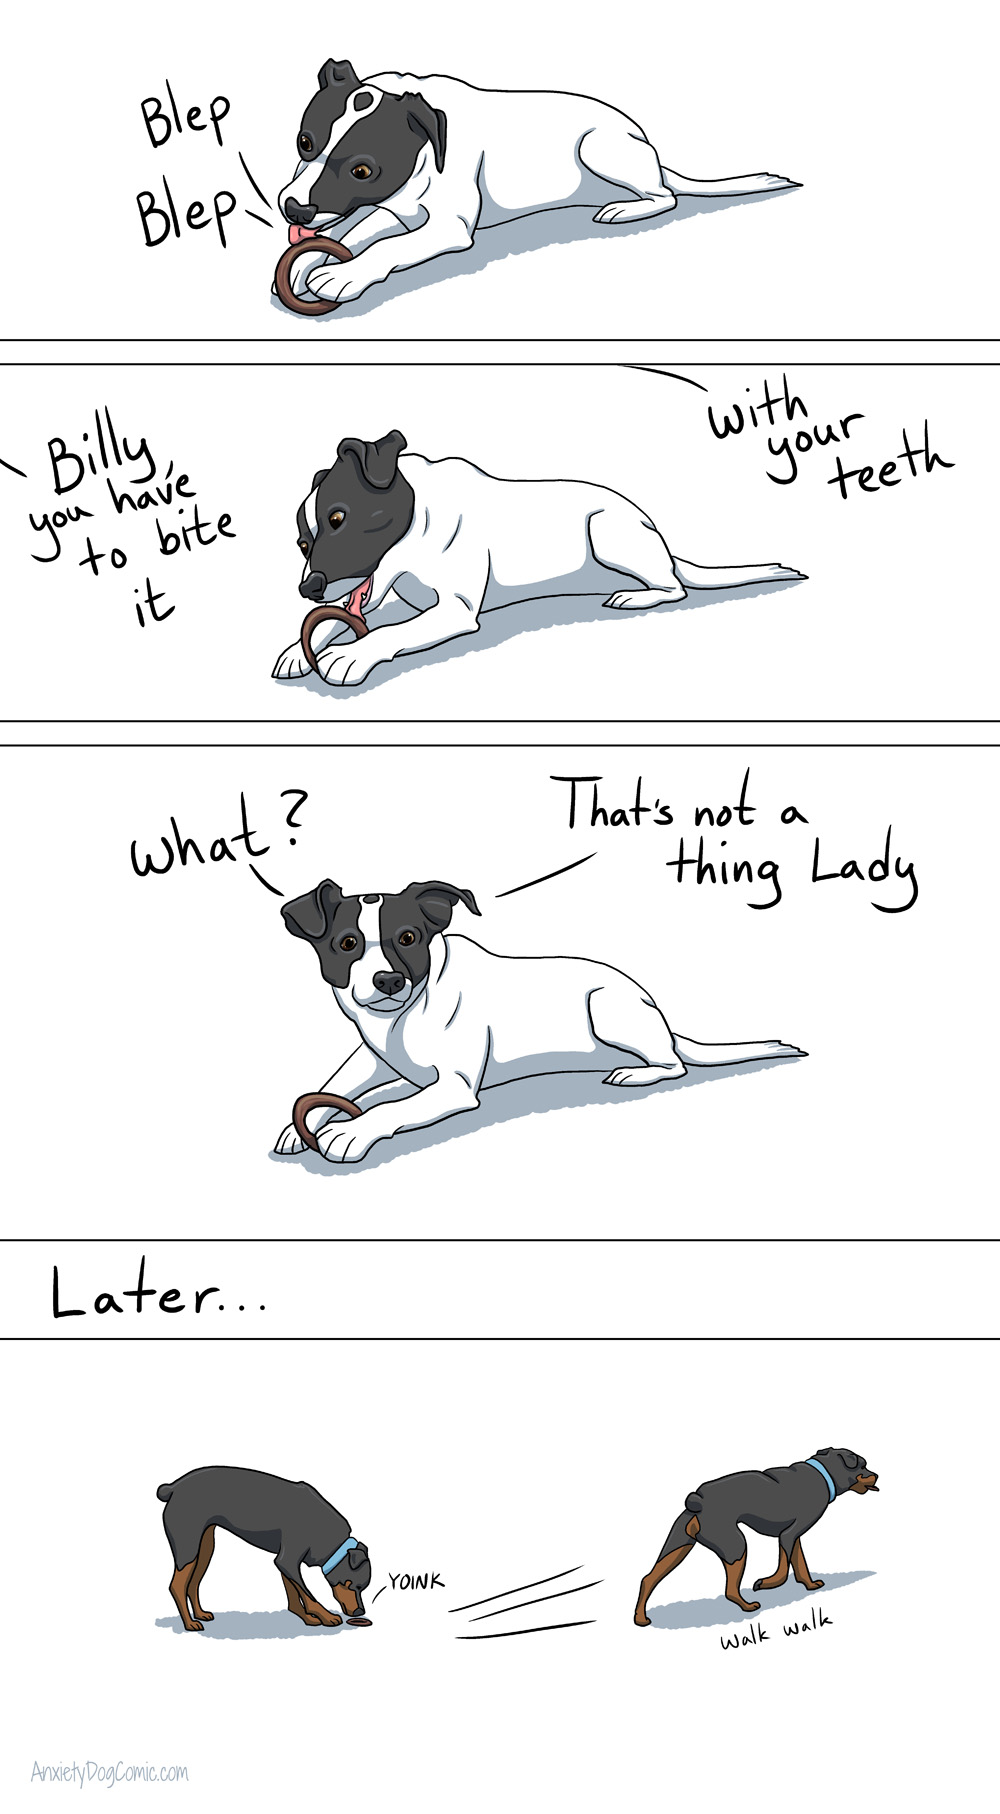 Blep
Blep
Billy,
you have
to bite
it
with
your
teeth
What?
That's not a
thing Lady
Later...
YOINK
walk walk
AnxietyDogComic.com